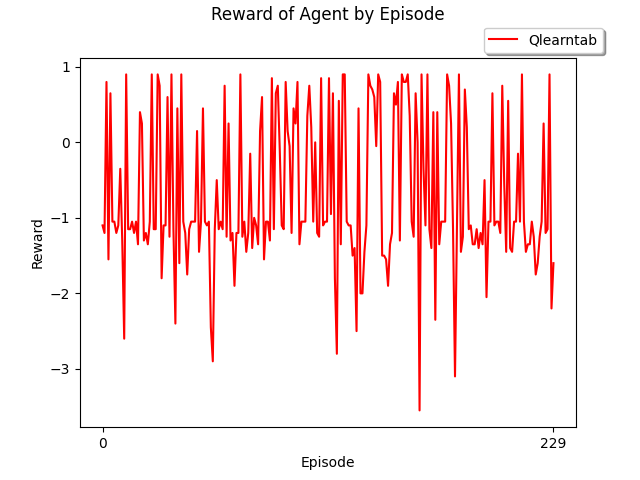 Reward of Agent by Episode
Qlearntab
1
0
−1
−2
−3
Reward
0
229
Episode